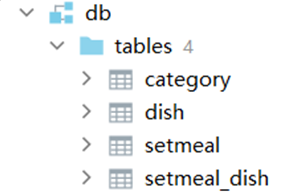 db
tables 4
category
dish
setmeal
setmeal_dish